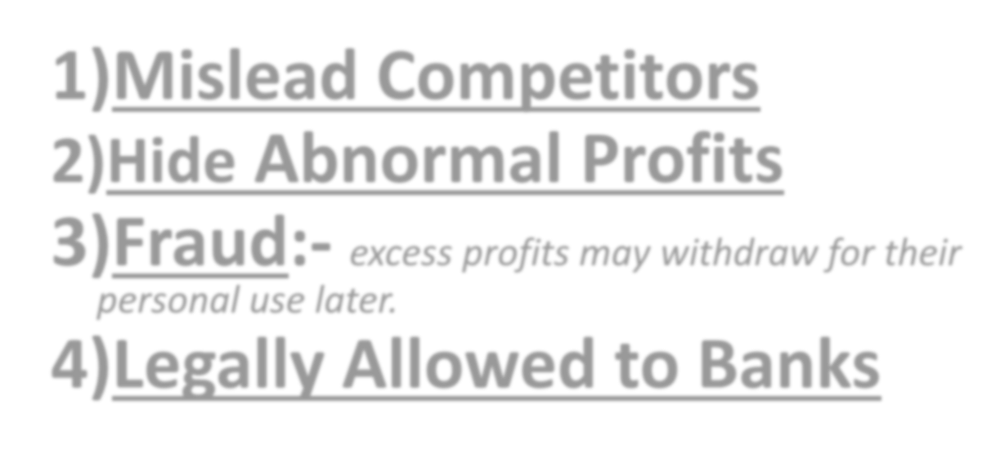 1)Mislead Competitors
2)Hide Abnormal Profits
3)Fraud:- excess profits may withdraw for their
personal use later.
4)Legally Allowed to Banks